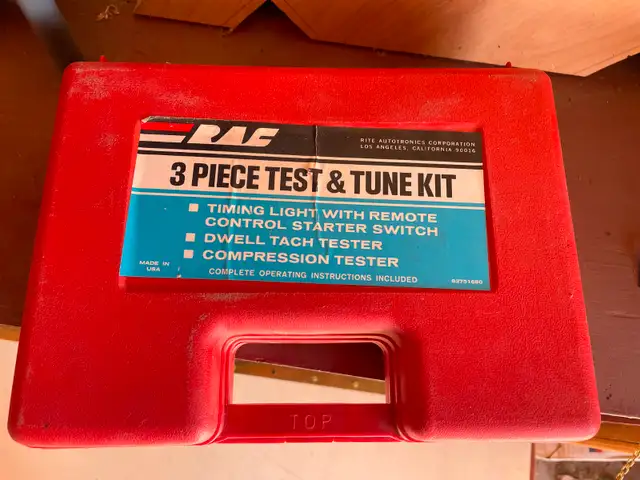 RAC
RITE AUTOTRONICS CORPORATION
LOS ANGELES, CALIFORNIA 90016
3 PIECE TEST & TUNE KIT
■ TIMING LIGHT WITH REMOTE
CONTROL STARTER SWITCH
■ DWELL TACH TESTER
■ COMPRESSION TESTER
MADE IN
USA
COMPLETE OPERATING INSTRUCTIONS INCLUDED
62751680
TOP